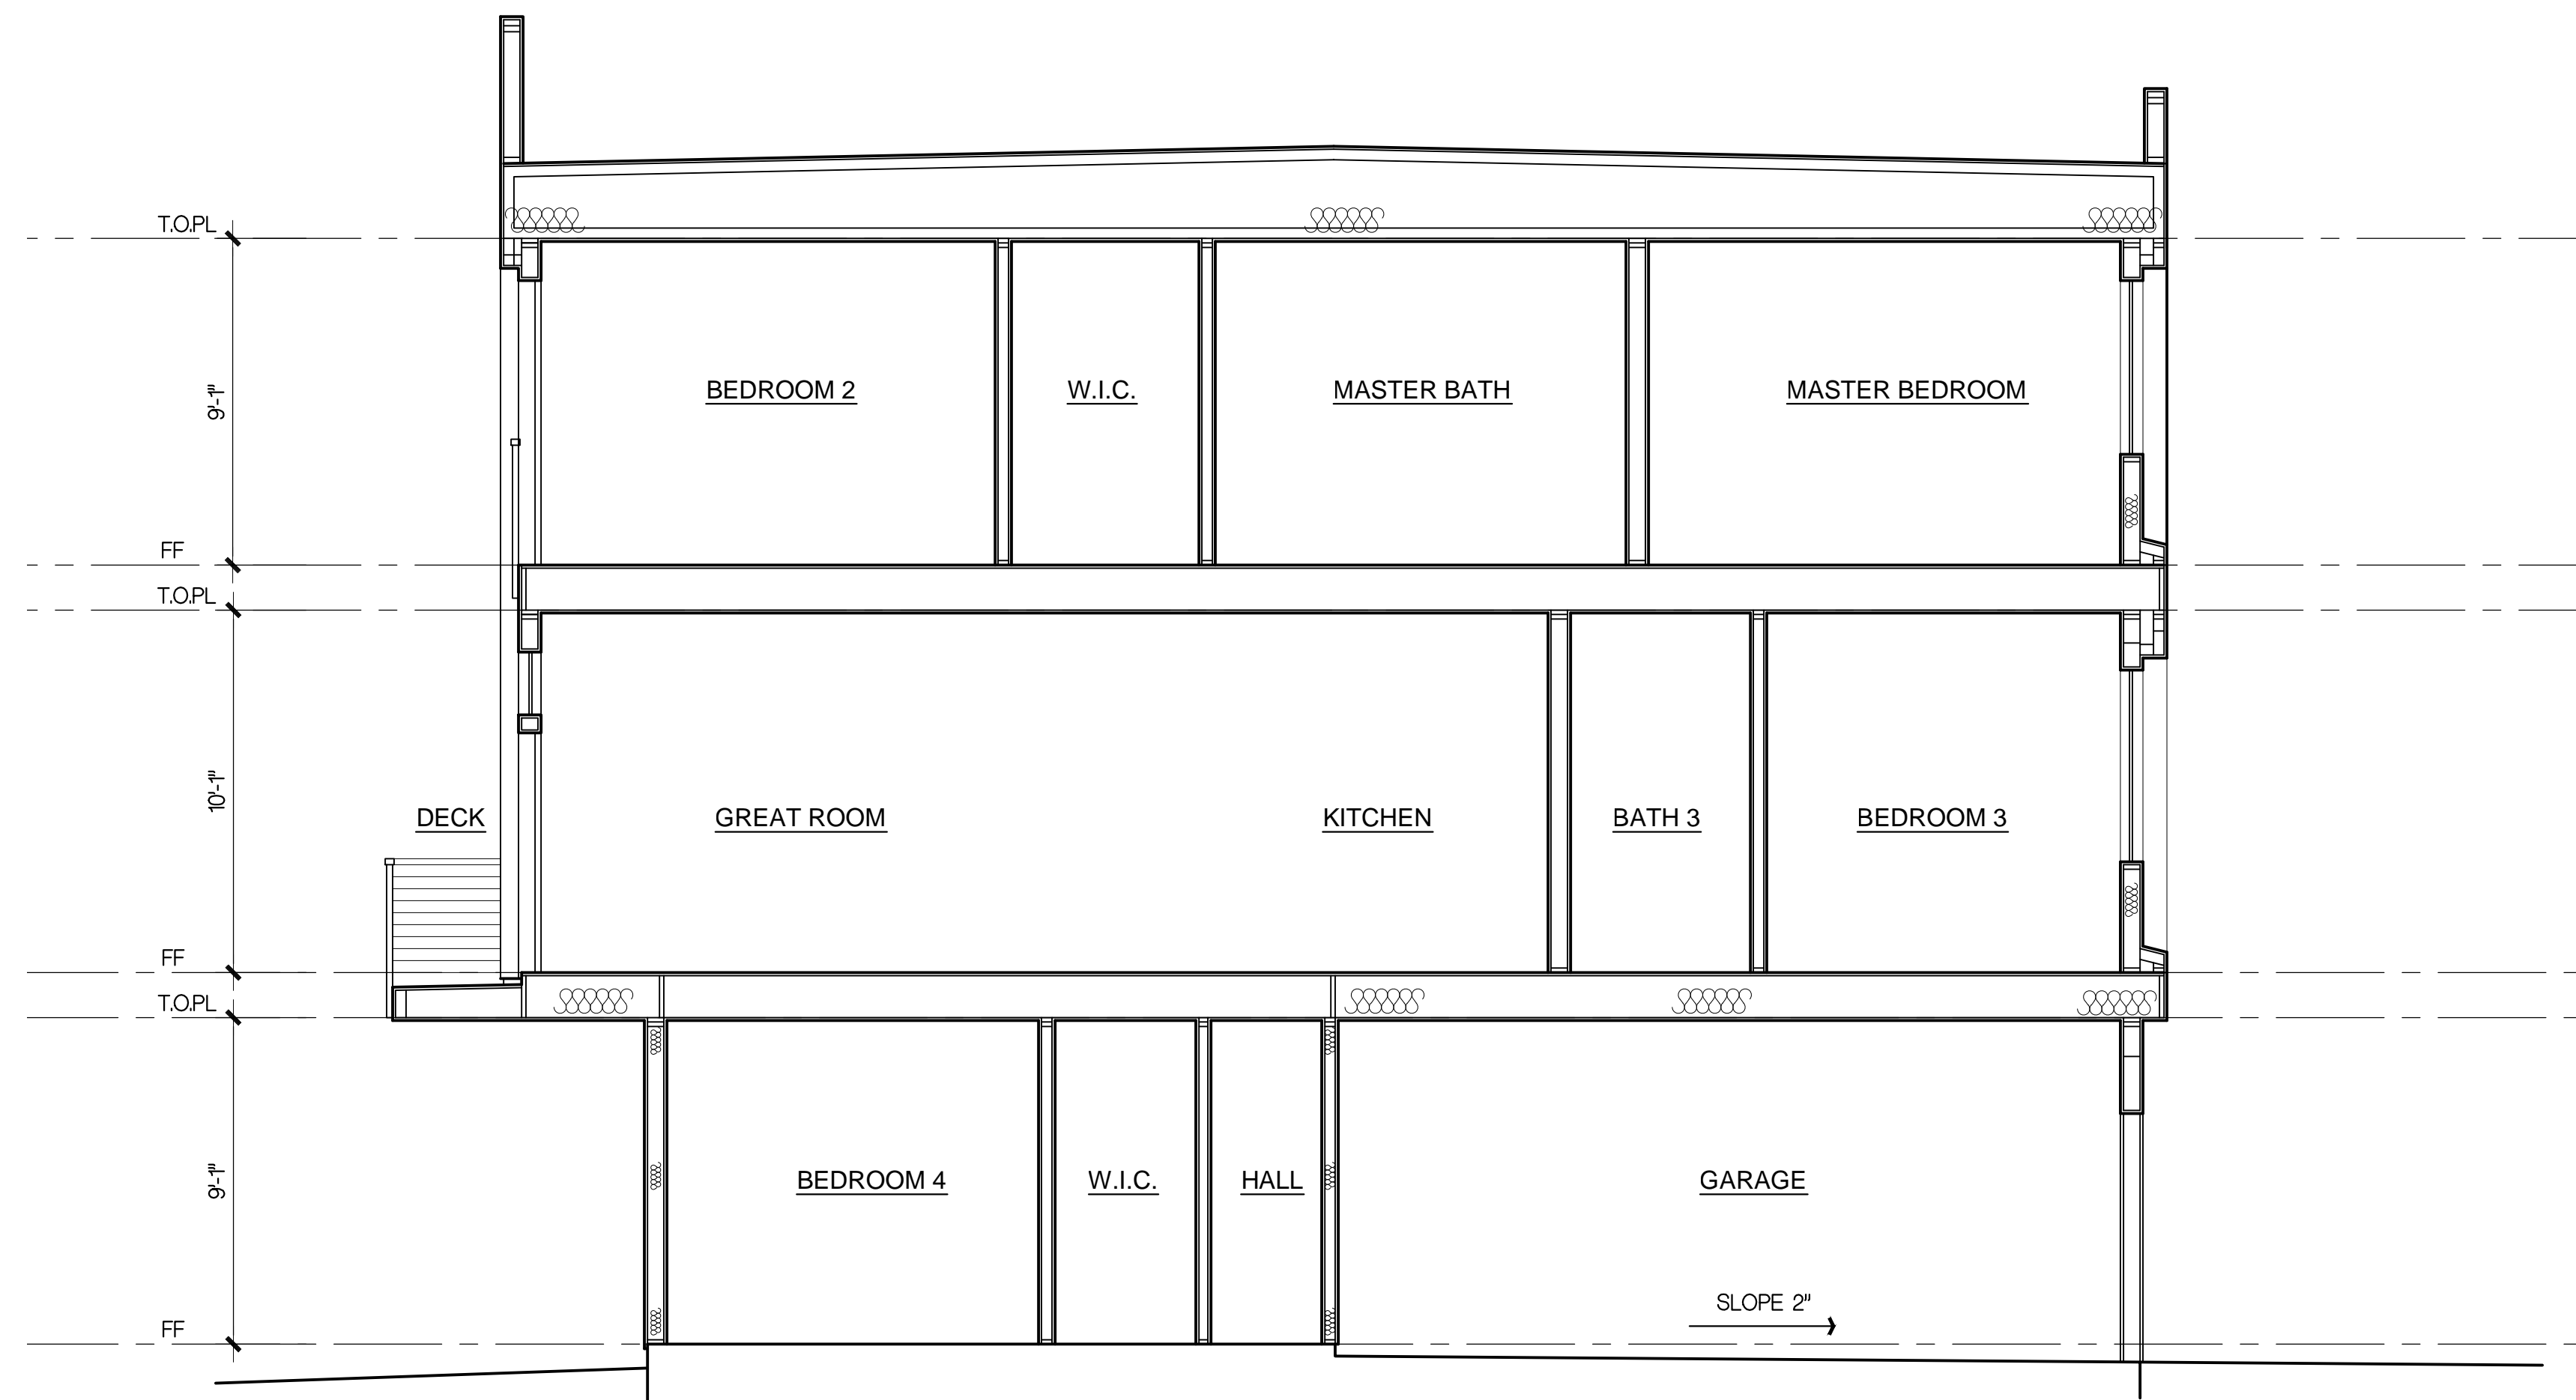 T.O.PL
9'-1"
BEDROOM 2
W.I.C.
MASTER BATH
MASTER BEDROOM
FF
T.O.PL
10'-1"
DECK
GREAT ROOM
KITCHEN
BATH 3
BEDROOM 3
FF
T.O.PL
9'-1"
BEDROOM 4
W.I.C.
HALL
GARAGE
SLOPE 2"
FF